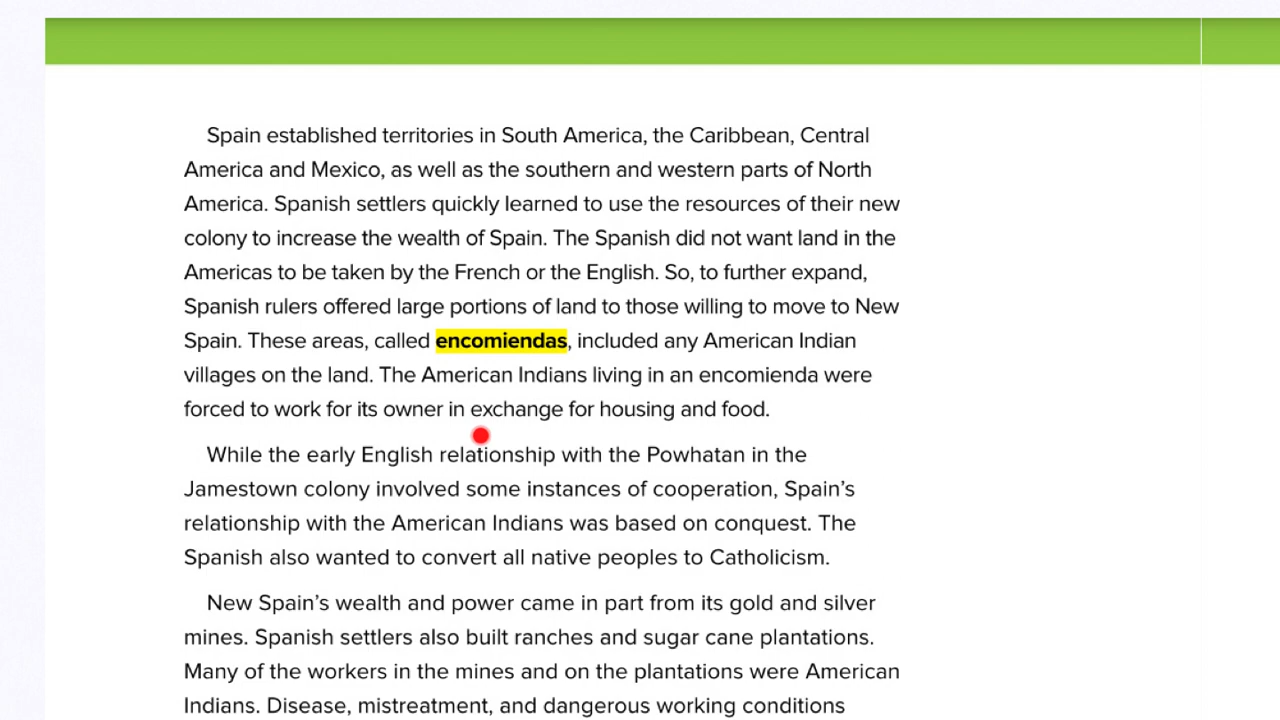 Spain established territories in South America, the Caribbean, Central
America and Mexico, as well as the southern and western parts of North
America. Spanish settlers quickly learned to use the resources of their new
colony to increase the wealth of Spain. The Spanish did not want land in the
Americas to be taken by the French or the English. So, to further expand,
Spanish rulers offered large portions of land to those willing to move to New
Spain. These areas, called encomiendas, included any American Indian
villages on the land. The American Indians living in an encomienda were
forced to work for its owner in exchange for housing and food.
While the early English relationship with the Powhatan in the
Jamestown colony involved some instances of cooperation, Spain’s
relationship with the American Indians was based on conquest. The
Spanish also wanted to convert all native peoples to Catholicism.
New Spain’s wealth and power came in part from its gold and silver
mines. Spanish settlers also built ranches and sugar cane plantations.
Many of the workers in the mines and on the plantations were American
Indians. Disease, mistreatment, and dangerous working conditions